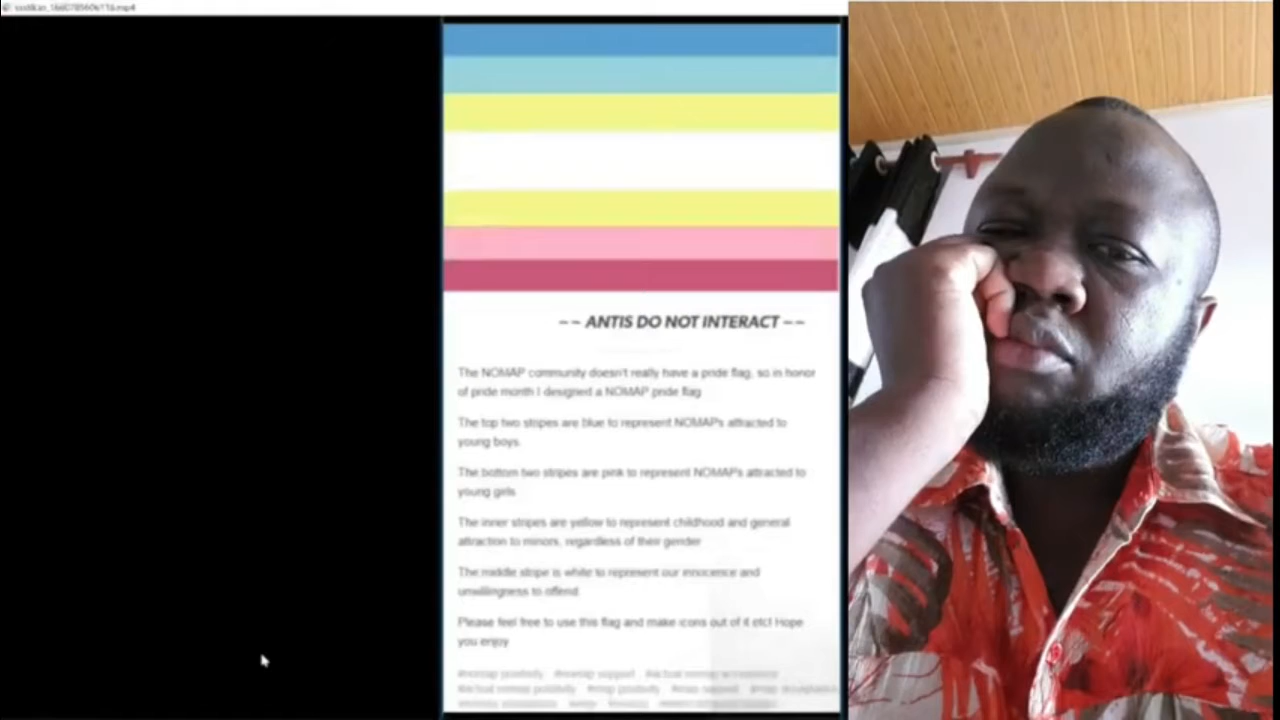 -- ANTIS DO NOT INTERACT --
The NOMAP community doesn't really have a pride flag, so in honor
of pride month I designed a NOMAP pride flag
The top two stripes are blue to represent NOMAPs attracted to
young boys.
The bottom two stripes are pink to represent NOMAPs attracted to
young girls
The inner stripes are yellow to represent childhood and general
attraction to minors, regardless of their gender
The middle stripe is white to represent our innocence and
unwillingness to offend
Please feel free to use this flag and make icons out of it etc! Hope
you enjoy
#nomap positivity #nomap support